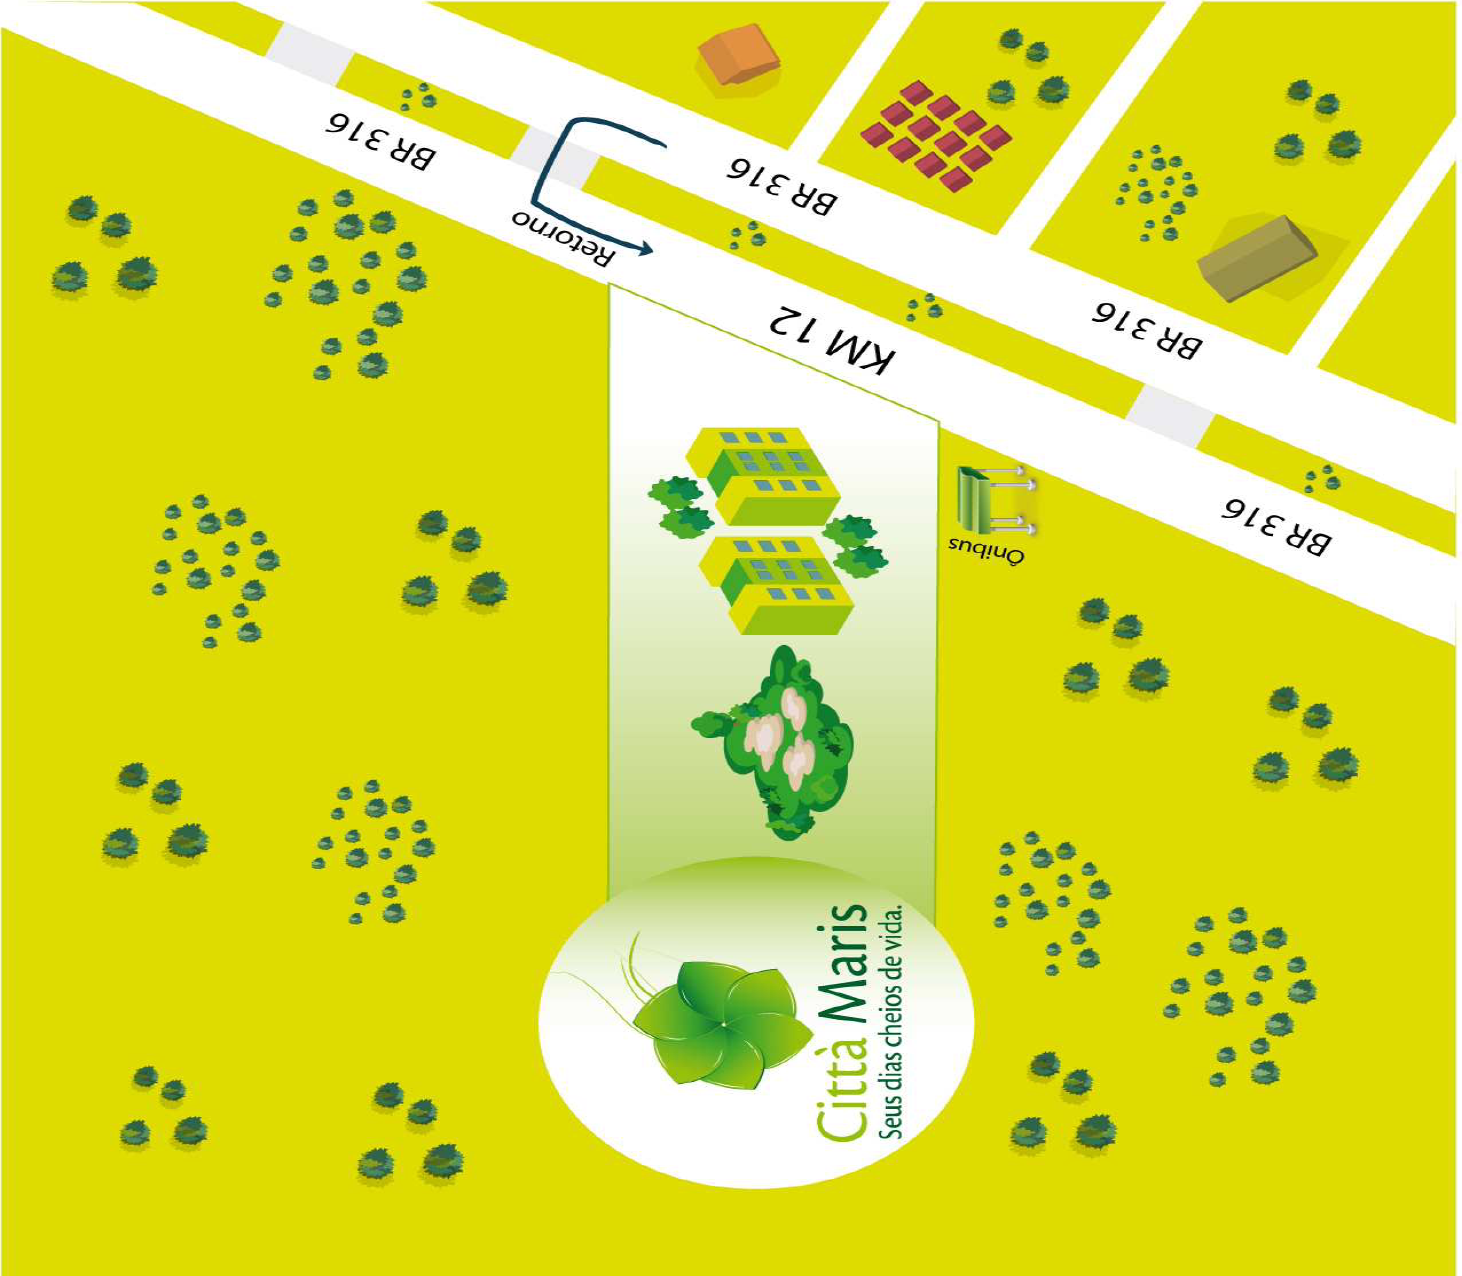 BR 316
BR 316
Retorno
KM 12
BR 316
BR 316
Ônibus
Città Maris
Seus dias cheios de vida.